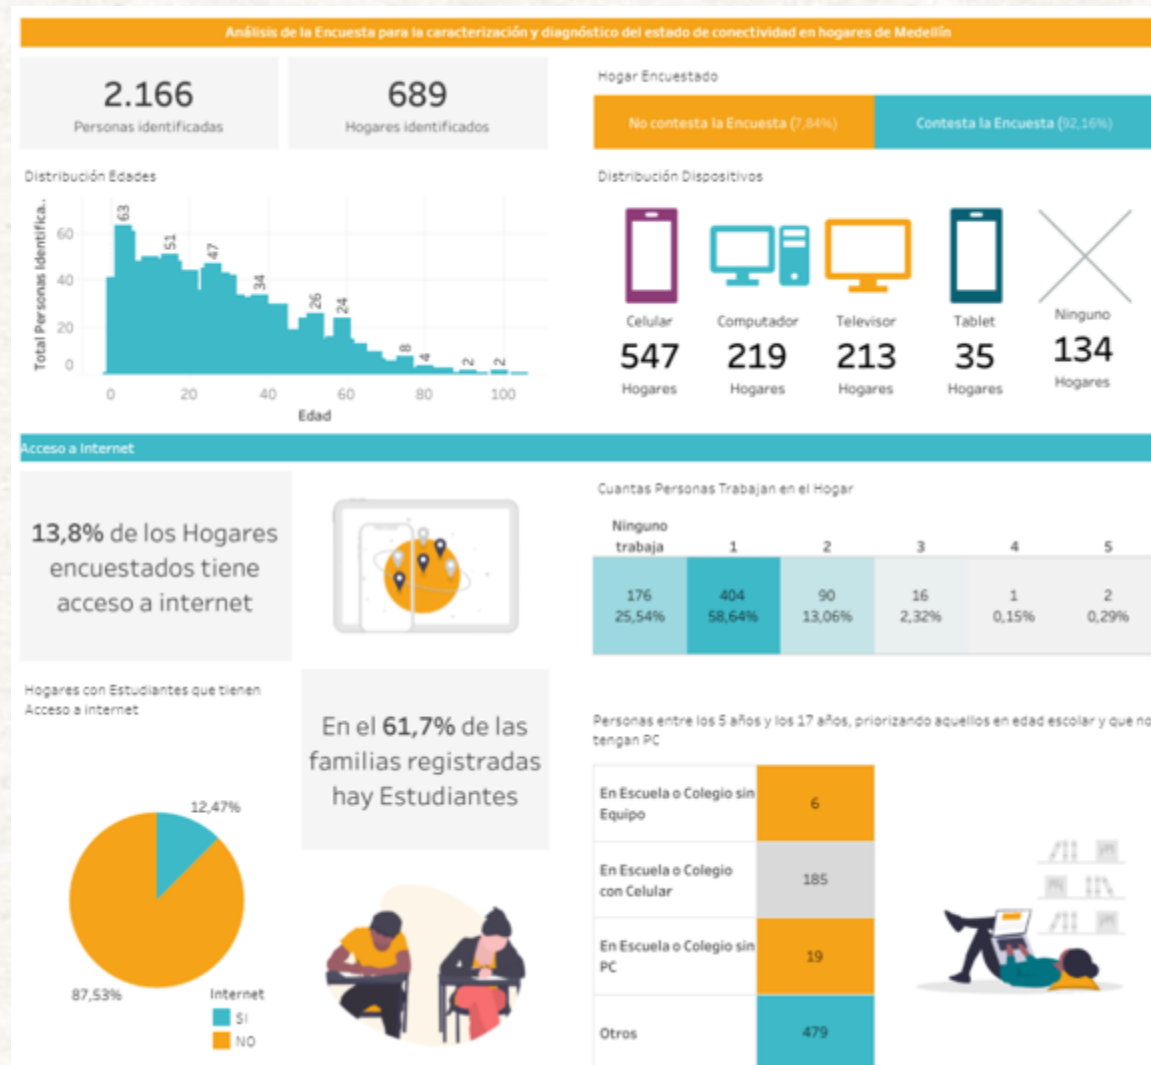 Análisis de la Encuesta para la caracterización y diagnóstico del estado de conectividad en hogares de Medellín
2.166
Personas identificadas
689
Hogares identificados
Hogar Encuestado
No contesta la Encuesta (7,84%)
Contesta la Encuesta (92,16%)
Distribución Edades
Total Personas Identifica..
60
40
20
0
63
51
47
34
26
24
8
4
2
2
0
20
40
60
80
100
Edad
Distribución Dispositivos
Celular
547
Hogares
Computador
219
Hogares
Televisor
213
Hogares
Tablet
35
Hogares
Ninguno
134
Hogares
Acceso a Internet
13,8% de los Hogares
encuestados tiene
acceso a internet
Cuantas Personas Trabajan en el Hogar
Ninguno
trabaja
1
2
3
4
5
176
404
90
16
1
2
25,54%
58,64%
13,06%
2,32%
0,15%
0,29%
Hogares con Estudiantes que tienen
Acceso a internet
12,47%
87,53%
Internet
SI
NO
En el 61,7% de las
familias registradas
hay Estudiantes
Personas entre los 5 años y los 17 años, priorizando aquellos en edad escolar y que no
tengan PC
En Escuela o Colegio sin
Equipo
6
En Escuela o Colegio
con Celular
185
En Escuela o Colegio sin
PC
19
Otros
479